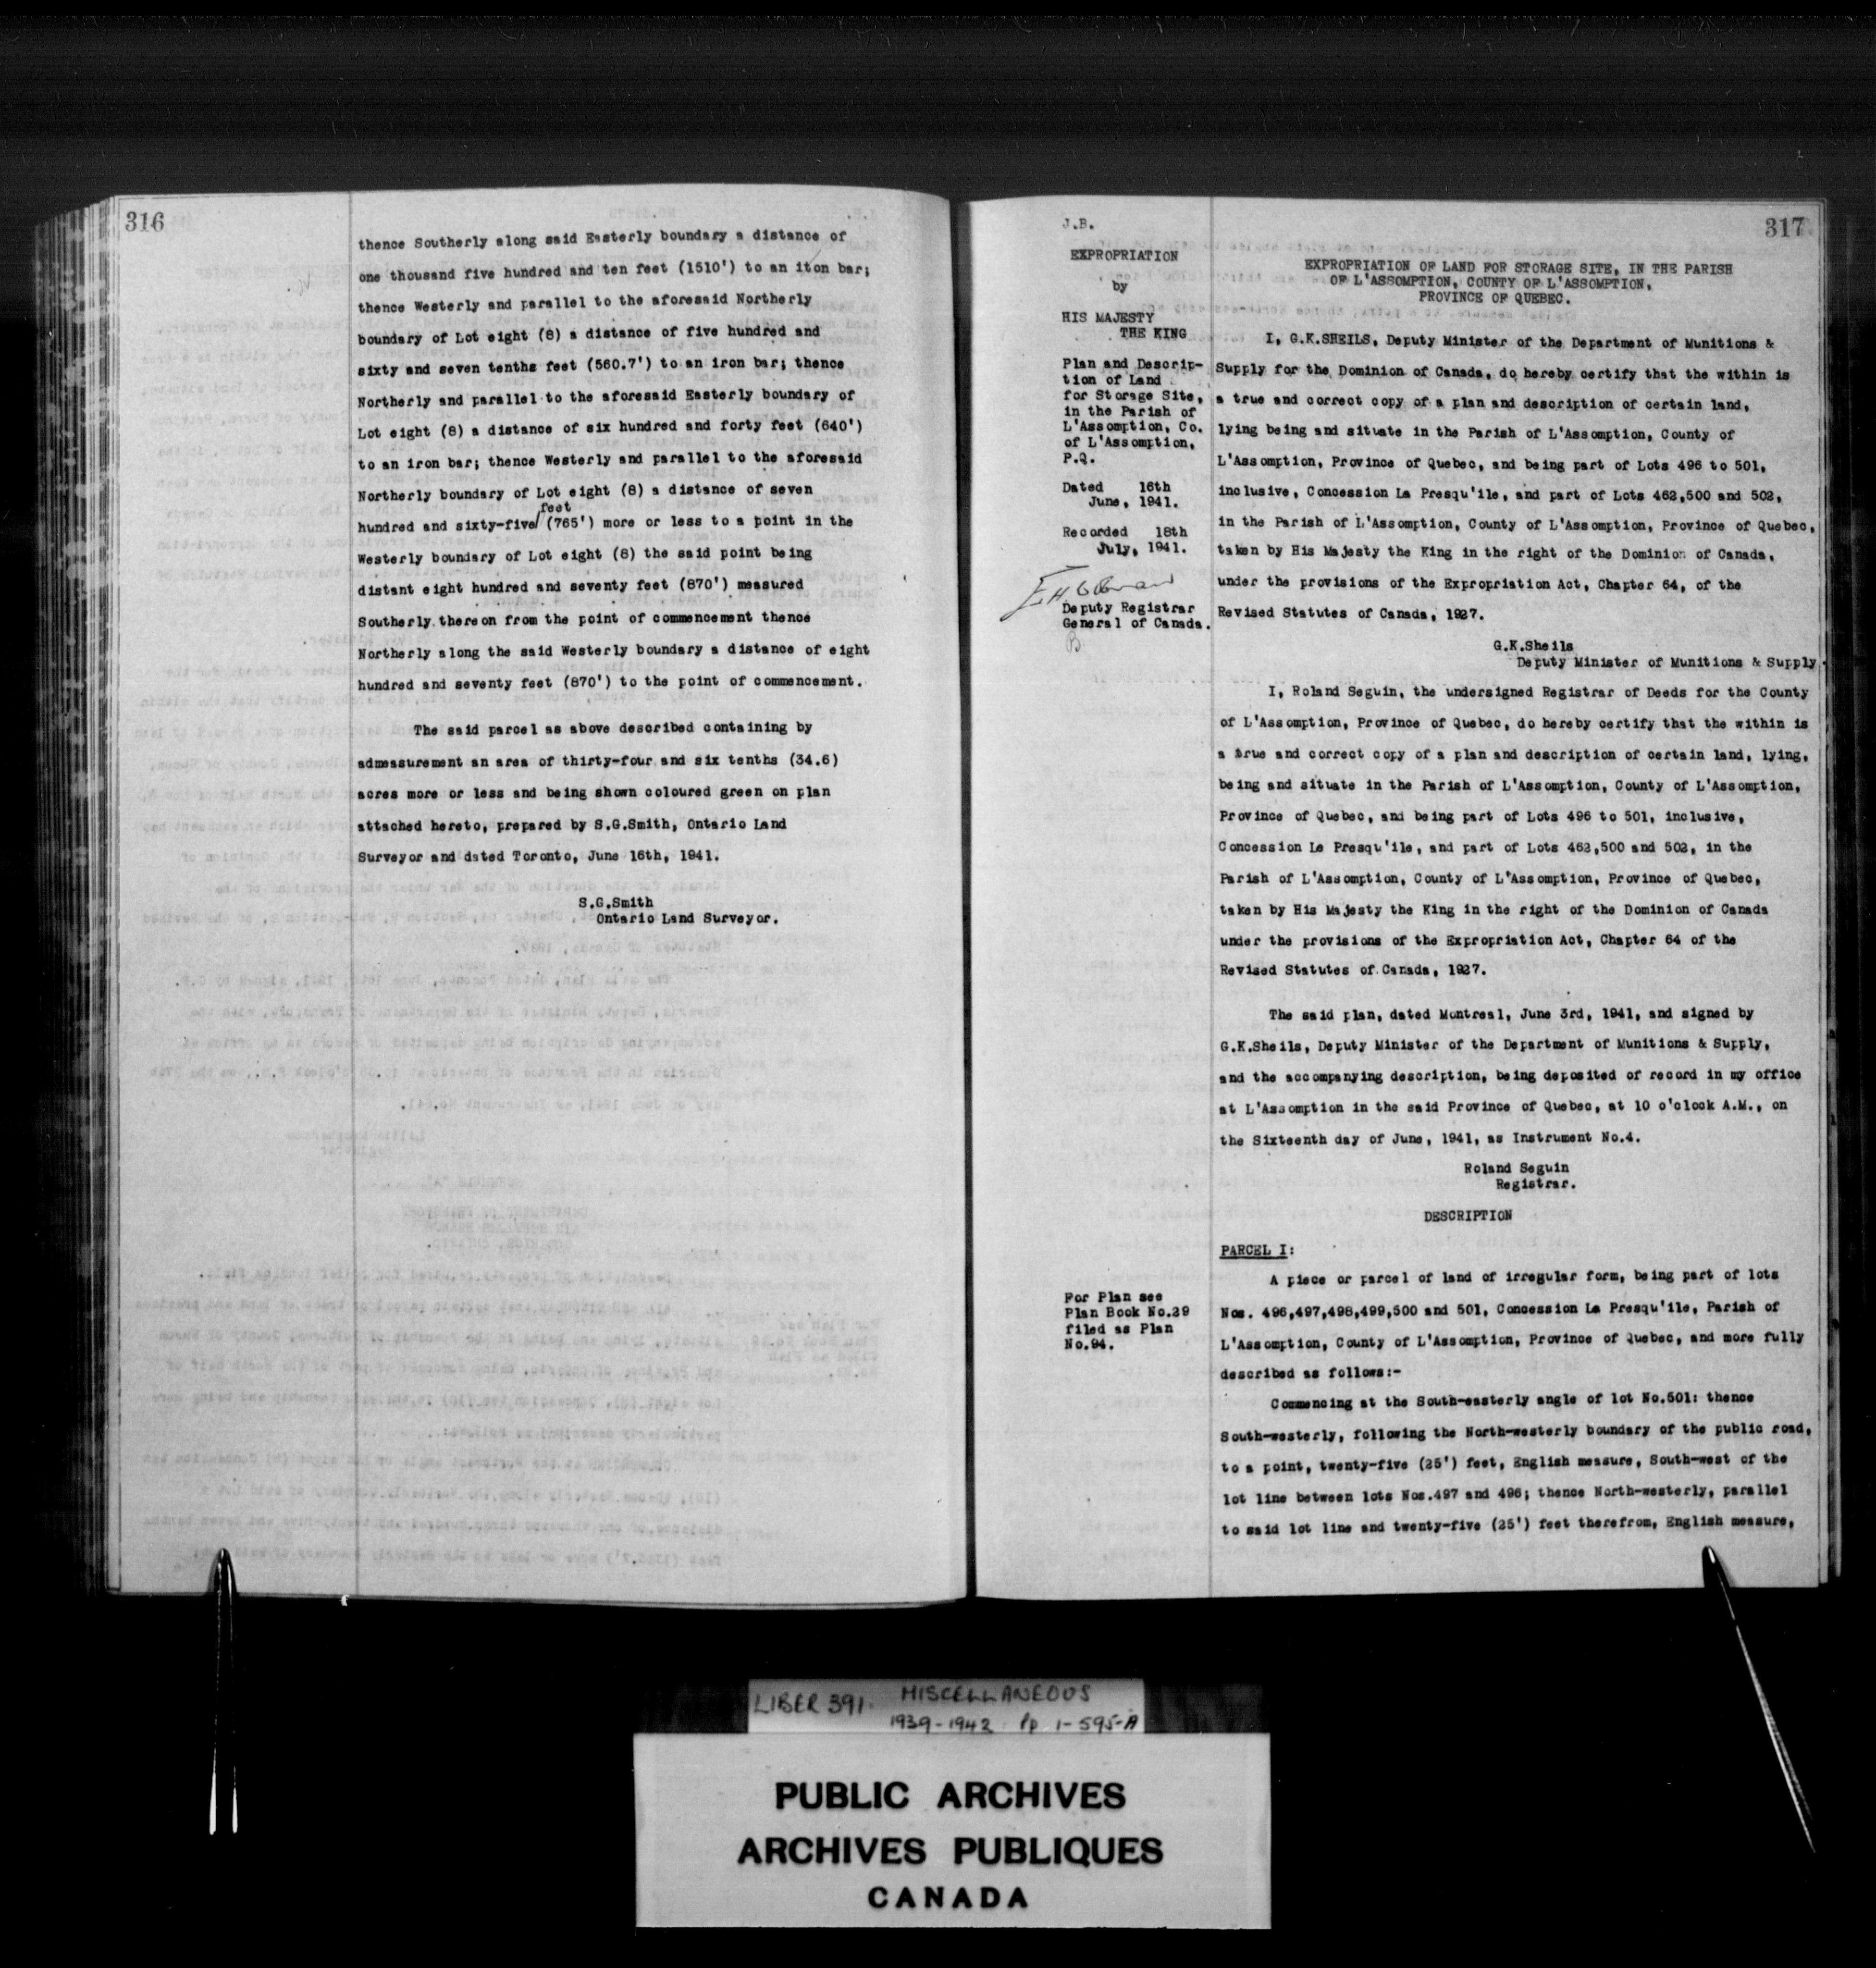 316
thence Southerly along said Easterly boundary a distance of
one thousand five hundred and ten feet (1510') to an iton bar;
thence Westerly and parallel to the aforesaid Northerly
boundary of Lot eight (8) a distance of five hundred and
sixty and seven tenths feet (560.7') to an iron bar; thence
Northerly and parallel to the aforesaid Easterly boundary of
Lot eight (8) a distance of six hundred and forty feet (640')
to an iron bar; thence Westerly and parallel to the aforesaid
Northerly boundary of Lot eight (8) a distance of seven
feet
hundred and sixty-five/ (765') more or less to a point in the
Westerly boundary of Lot eight (8) the said point being
distant eight hundred and seventy feet (870') measured
Southerly thereon from the point of commencement thence
Northerly along the said Westerly boundary a distance of eight
hundred and seventy feet (870') to the point of commencement.
The said parcel as above described containing by
admeasurement an area of thirty-four and six tenths (34.6)
acres more or less and being shown coloured green on plan
attached hereto, prepared by S.G.Smith, Ontario Land
Surveyor and dated Toronto, June 16th, 1941.
S.G.Smith
Ontario Land Surveyor.
317
J.B.
EXPROPRIATION
by
HIS MAJESTY
THE KING
Plan and Descrip-
tion of Land
for Storage Site,
in the Parish of
L'Assomption, Co.
of L'Assomption,
P.Q.
Dated 16th
June, 1941.
Recorded 18th
July, 1941.
Deputy Registrar
General of Canada.
EXPROPRIATION OF LAND FOR STORAGE SITE, IN THE PARISH
OF L'ASSOMPTION, COUNTY OF L'ASSOMPTION,
PROVINCE OF QUEBEC.
I, G.K.SHEILS, Deputy Minister of the Department of Munitions &
Supply for the Dominion of Canada, do hereby certify that the within is
a true and correct copy of a plan and description of certain land,
lying being and situate in the Parish of L'Assomption, County of
L'Assomption, Province of Quebec, and being part of Lots 496 to 501,
inclusive, Concession La Presqu'ile, and part of Lots 462,500 and 502,
in the Parish of L'Assomption, County of L'Assomption, Province of Quebec,
taken by His Majesty the King in the right of the Dominion of Canada,
under the provisions of the Expropriation Act, Chapter 64, of the
Revised Statutes of Canada, 1927.
G.K.Sheils
Deputy Minister of Munitions & Supply.
I, Roland Seguin, the undersigned Registrar of Deeds for the County
of L'Assomption, Province of Quebec, do hereby certify that the within is
a true and correct copy of a plan and description of certain land, lying,
being and situate in the Parish of L'Assomption, County of L'Assomption,
Province of Quebec, and being part of Lots 496 to 501, inclusive,
Concession Le Presqu'ile, and part of Lots 462,500 and 502, in the
Parish of L'Assomption, County of L'Assomption, Province of Quebec,
taken by His Majesty the King in the right of the Dominion of Canada
under the provisions of the Expropriation Act, Chapter 64 of the
Revised Statutes of Canada, 1927.
The said plan, dated Montreal, June 3rd, 1941, and signed by
G.K.Sheils, Deputy Minister of the Department of Munitions & Supply,
and the accompanying description, being deposited of record in my office
at L'Assomption in the said Province of Quebec, at 10 o'clock A.M., on
the Sixteenth day of June, 1941, as Instrument No.4.
Roland Seguin
Registrar.
DESCRIPTION
PARCEL I:
A piece or parcel of land of irregular form, being part of lots
Nos. 496,497,498,499,500 and 501, Concession La Presqu'ile, Parish of
L'Assomption, County of L'Assomption, Province of Quebec, and more fully
described as follows:-
For Plan see
Plan Book No.29
filed as Plan
No.94.
Commencing at the South-easterly angle of lot No.501: thence
South-westerly, following the North-westerly boundary of the public road,
to a point, twenty-five (25') feet, English measure, South-west of the
lot line between lots Nos.497 and 496; thence North-westerly, parallel
to said lot line and twenty-five (25') feet therefrom, English measure,
LIBER 391. MISCELLANEOUS
1939-1942 Pp 1-595-A
PUBLIC ARCHIVES
ARCHIVES PUBLIQUES
CANADA